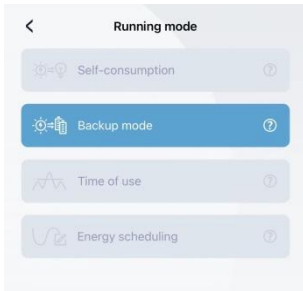 Running mode
Self-consumption
Backup mode
Time of use
Energy scheduling